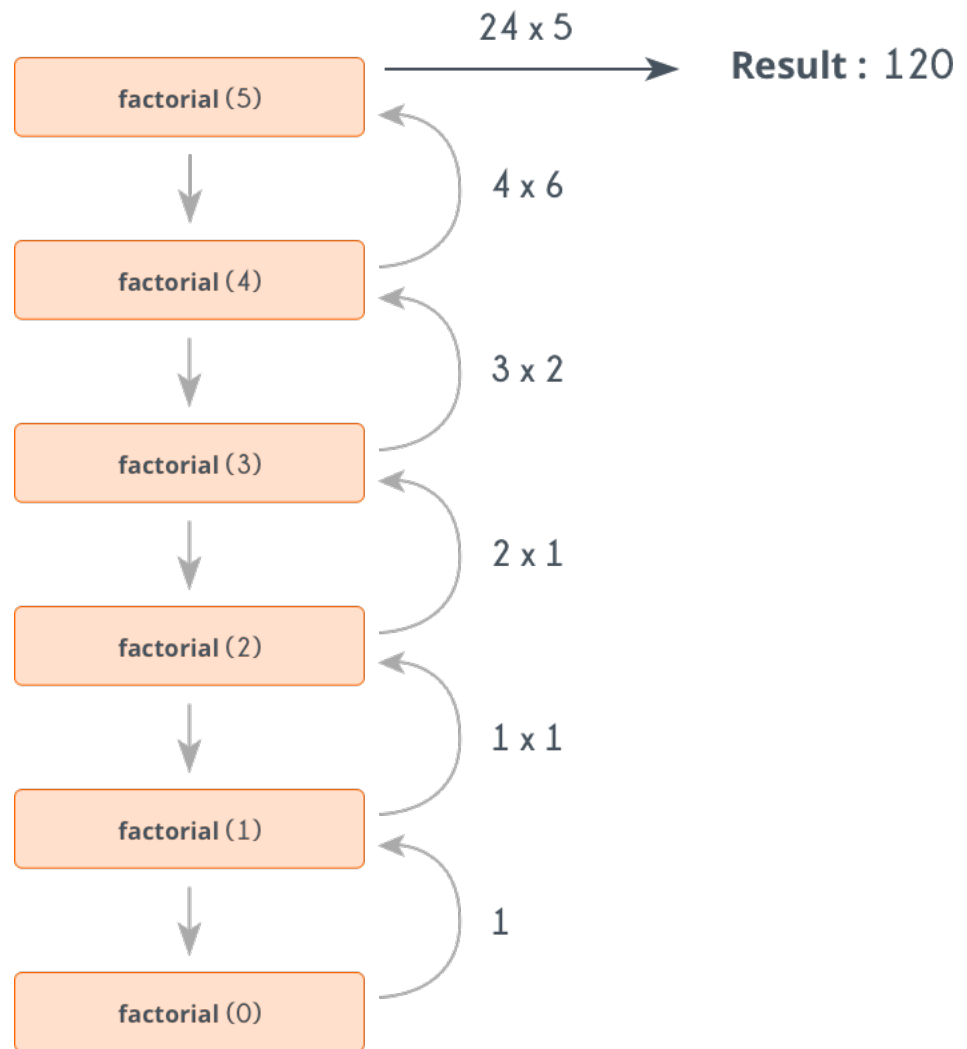 24 x 5
Result : 120
factorial (5)
4 x 6
factorial (4)
3 x 2
factorial (3)
2 x 1
factorial (2)
1 x 1
factorial (1)
1
factorial (0)